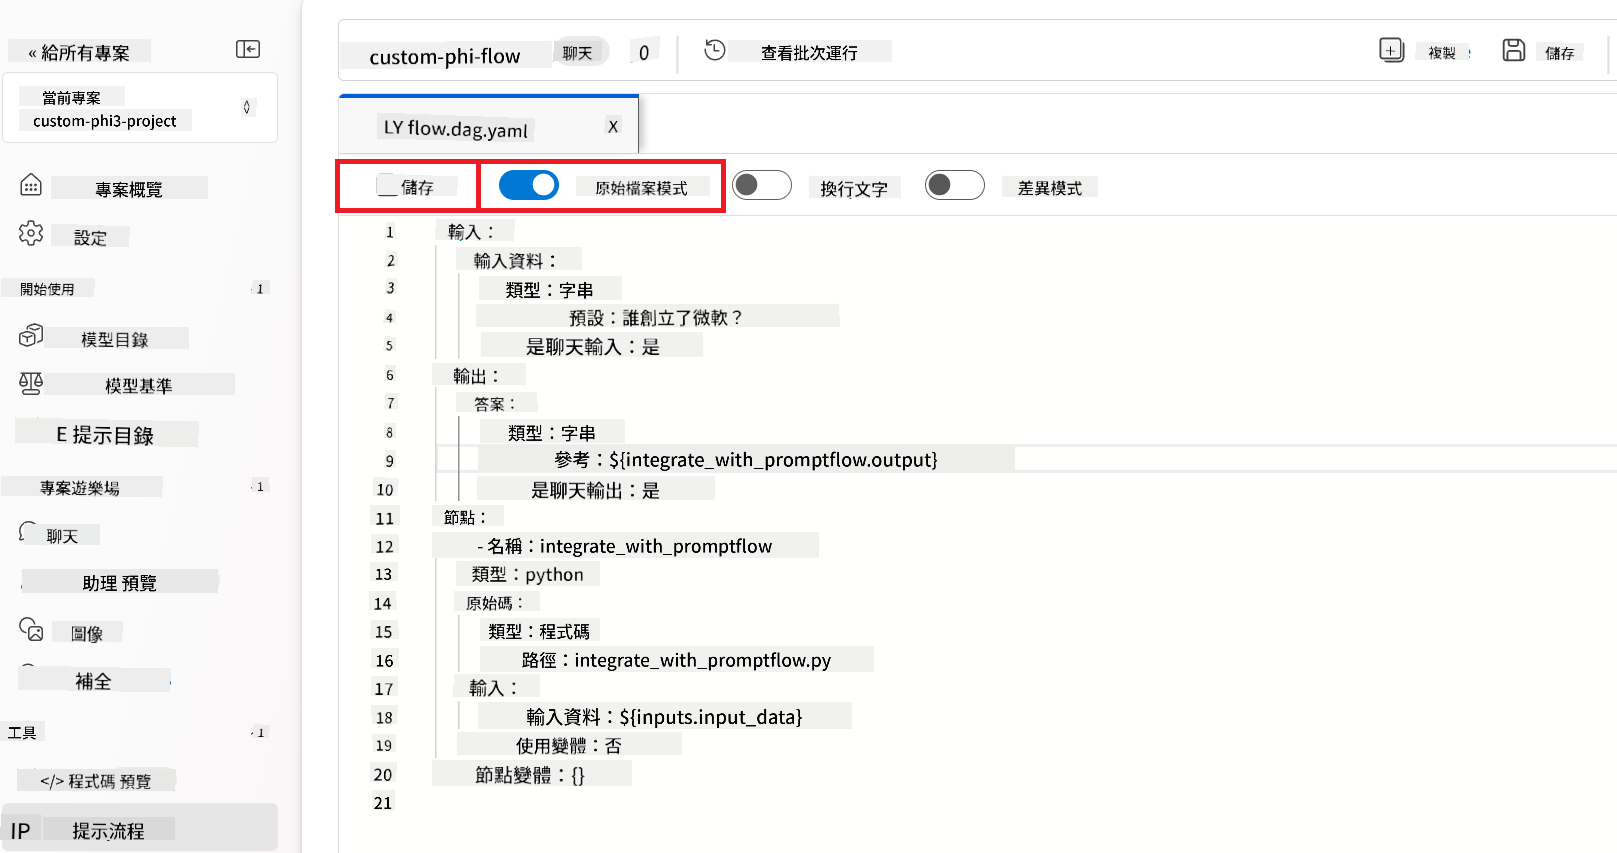 « 給所有專案
當前專案
custom-phi3-project
專案概覽
設定
開始使用
1
模型目錄
模型基準
E 提示目錄
專案遊樂場
1
聊天
助理 預覽
圖像
補全
工具
1
</> 程式碼 預覽
IP 提示流程
custom-phi-flow 聊天 0 查看批次運行 複製 儲存
LY flow.dag.yaml X
儲存 原始檔案模式 換行文字 差異模式
1 輸入：
2 輸入資料：
3 類型：字串
4 預設：誰創立了微軟？
5 是聊天輸入：是
6 輸出：
7 答案：
8 類型：字串
9 參考：${integrate_with_promptflow.output}
10 是聊天輸出：是
11 節點：
12 - 名稱：integrate_with_promptflow
13 類型：python
14 原始碼：
15 類型：程式碼
16 路徑：integrate_with_promptflow.py
17 輸入：
18 輸入資料：${inputs.input_data}
19 使用變體：否
20 節點變體：{}
21